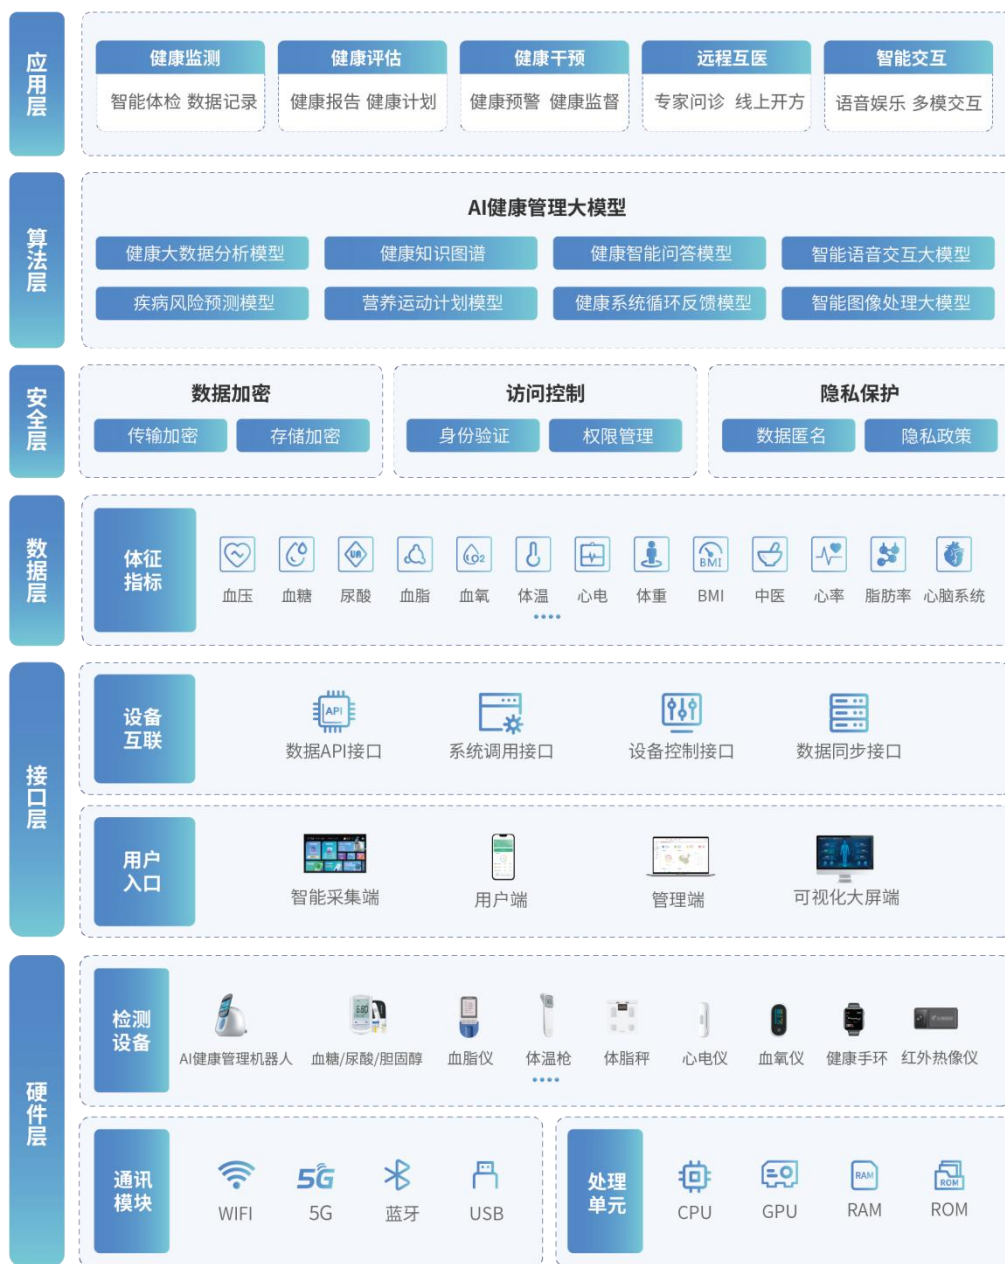 应用层
健康监测 健康评估 健康干预 远程互医 智能交互
智能体检 数据记录 健康报告 健康计划 健康预警 健康监督 专家问诊 线上开方 语音娱乐 多模交互
算法层
AI健康管理大模型
健康大数据分析模型 健康知识图谱 健康智能问答模型 智能语音交互大模型
疾病风险预测模型 营养运动计划模型 健康系统循环反馈模型 智能图像处理大模型
安全层
数据加密 访问控制 隐私保护
传输加密 存储加密 身份验证 权限管理 数据匿名 隐私政策
数据层
体征
指标
UA CO2 BMI
血压 血糖 尿酸 血脂 血氧 体温 心电 体重 BMI 中医 心率 脂肪率 心脑系统
接口层
设备
互联
API
数据API接口 系统调用接口 设备控制接口 数据同步接口
用户
入口
智能采集端 用户端 管理端 可视化大屏端
硬件层
检测
设备
AI健康管理机器人 血糖/尿酸/胆固醇 血脂仪 体温枪 体脂秤 心电仪 血氧仪 健康手环 红外热像仪
通讯
模块
5G
WIFI 5G 蓝牙 USB
处理
单元
RAM ROM
CPU GPU RAM ROM